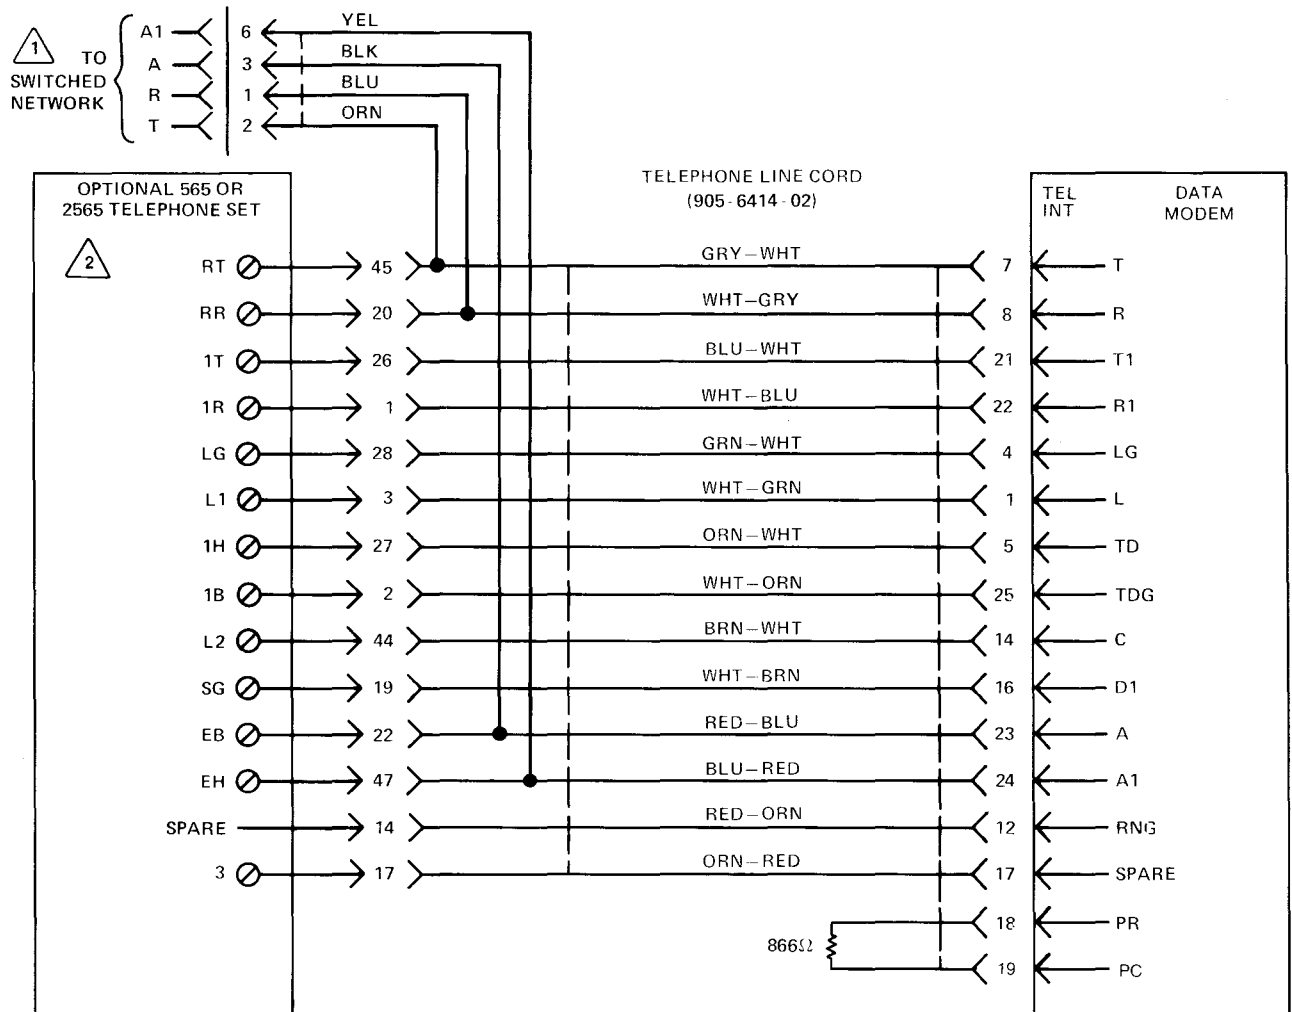 A1 6 YEL
1 TO A 3 BLK
SWITCHED R 1 BLU
NETWORK T 2 ORN
TELEPHONE LINE CORD
(905-6414-02)
OPTIONAL 565 OR
2565 TELEPHONE SET
2
TEL
INT
DATA
MODEM
RT 45 GRY-WHT 7 T
RR 20 WHT-GRY 8 R
1T 26 BLU-WHT 21 T1
1R 1 WHT-BLU 22 R1
LG 28 GRN-WHT 4 LG
L1 3 WHT-GRN 1 L
1H 27 ORN-WHT 5 TD
1B 2 WHT-ORN 25 TDG
L2 44 BRN-WHT 14 C
SG 19 WHT-BRN 16 D1
EB 22 RED-BLU 23 A
EH 47 BLU-RED 24 A1
SPARE 14 RED-ORN 12 RNG
3 17 ORN-RED 17 SPARE
18 PR
866Ω
19 PC